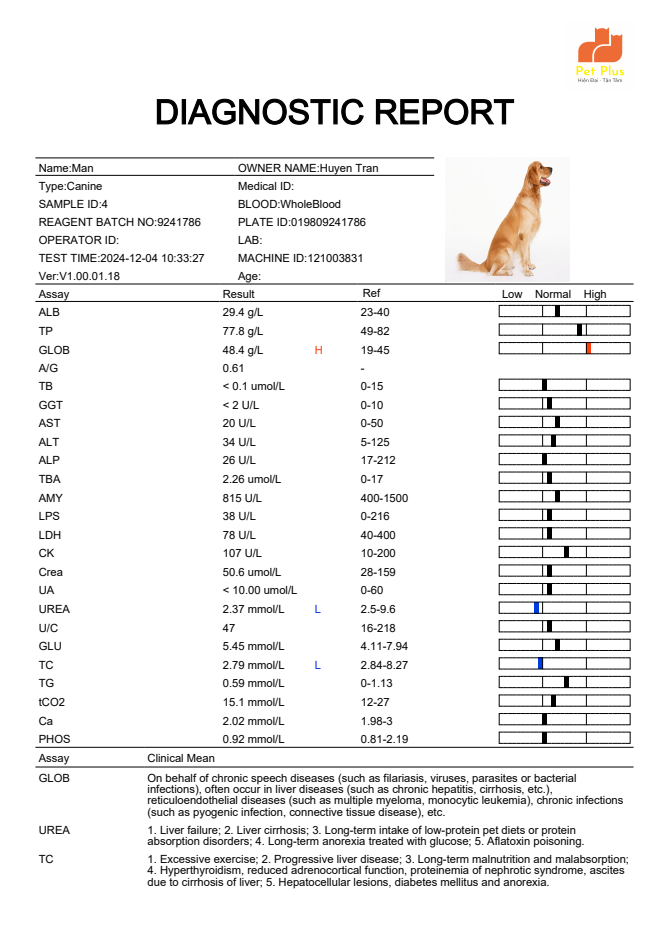 Pet Plus
Hiện Đại - Tận Tâm
DIAGNOSTIC REPORT
Name:Man OWNER NAME:Huyen Tran
Type:Canine Medical ID:
SAMPLE ID:4 BLOOD:WholeBlood
REAGENT BATCH NO:9241786 PLATE ID:019809241786
OPERATOR ID: LAB:
TEST TIME:2024-12-04 10:33:27 MACHINE ID:121003831
Ver:V1.00.01.18 Age:
Assay Result Ref Low Normal High
ALB 29.4 g/L 23-40
TP 77.8 g/L 49-82
GLOB 48.4 g/L H 19-45
A/G 0.61 -
TB < 0.1 umol/L 0-15
GGT < 2 U/L 0-10
AST 20 U/L 0-50
ALT 34 U/L 5-125
ALP 26 U/L 17-212
TBA 2.26 umol/L 0-17
AMY 815 U/L 400-1500
LPS 38 U/L 0-216
LDH 78 U/L 40-400
CK 107 U/L 10-200
Crea 50.6 umol/L 28-159
UA < 10.00 umol/L 0-60
UREA 2.37 mmol/L L 2.5-9.6
U/C 47 16-218
GLU 5.45 mmol/L 4.11-7.94
TC 2.79 mmol/L L 2.84-8.27
TG 0.59 mmol/L 0-1.13
tCO2 15.1 mmol/L 12-27
Ca 2.02 mmol/L 1.98-3
PHOS 0.92 mmol/L 0.81-2.19
Assay Clinical Mean
GLOB On behalf of chronic speech diseases (such as filariasis, viruses, parasites or bacterial
infections), often occur in liver diseases (such as chronic hepatitis, cirrhosis, etc.),
reticuloendothelial diseases (such as multiple myeloma, monocytic leukemia), chronic infections
(such as pyogenic infection, connective tissue disease), etc.
UREA 1. Liver failure; 2. Liver cirrhosis; 3. Long-term intake of low-protein pet diets or protein
absorption disorders; 4. Long-term anorexia treated with glucose; 5. Aflatoxin poisoning.
TC 1. Excessive exercise; 2. Progressive liver disease; 3. Long-term malnutrition and malabsorption;
4. Hyperthyroidism, reduced adrenocortical function, proteinemia of nephrotic syndrome, ascites
due to cirrhosis of liver; 5. Hepatocellular lesions, diabetes mellitus and anorexia.